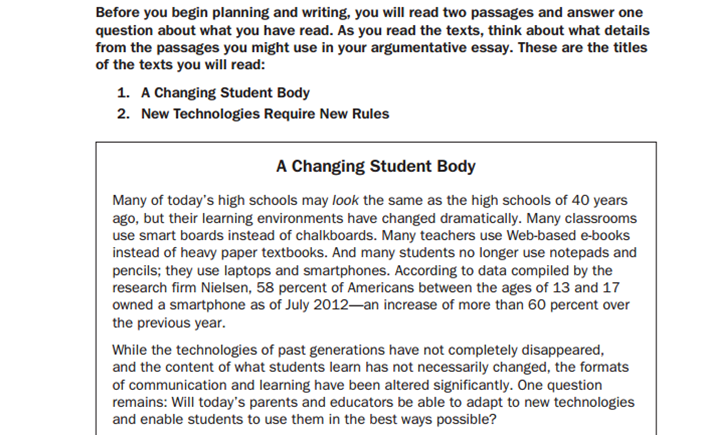 Before you begin planning and writing, you will read two passages and answer one
question about what you have read. As you read the texts, think about what details
from the passages you might use in your argumentative essay. These are the titles
of the texts you will read:
1. A Changing Student Body
2. New Technologies Require New Rules
A Changing Student Body
Many of today's high schools may look the same as the high schools of 40 years
ago, but their learning environments have changed dramatically. Many classrooms
use smart boards instead of chalkboards. Many teachers use Web-based e-books
instead of heavy paper textbooks. And many students no longer use notepads and
pencils; they use laptops and smartphones. According to data compiled by the
research firm Nielsen, 58 percent of Americans between the ages of 13 and 17
owned a smartphone as of July 2012—an increase of more than 60 percent over
the previous year.
While the technologies of past generations have not completely disappeared,
and the content of what students learn has not necessarily changed, the formats
of communication and learning have been altered significantly. One question
remains: Will today's parents and educators be able to adapt to new technologies
and enable students to use them in the best ways possible?